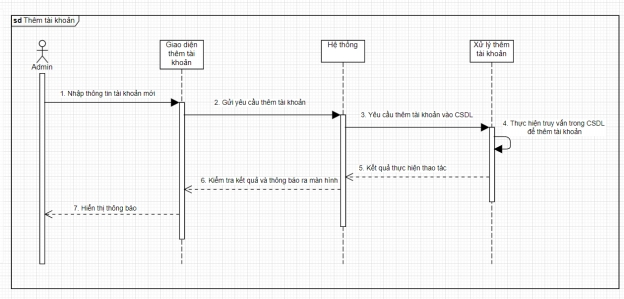 sd Thêm tài khoản
Giao diện
thêm tài
khoản
Hệ thông
Xử lý thêm
tài khoản
Admin
1. Nhập thông tin tài khoản mới
2. Gửi yêu cầu thêm tài khoản
3. Yêu cầu thêm tài khoản vào CSDL
4. Thực hiện truy vấn trong CSDL
để thêm tài khoản
5. Kết quả thực hiện thao tác
6. Kiểm tra kết quả và thông báo ra màn hình
7. Hiển thị thông báo